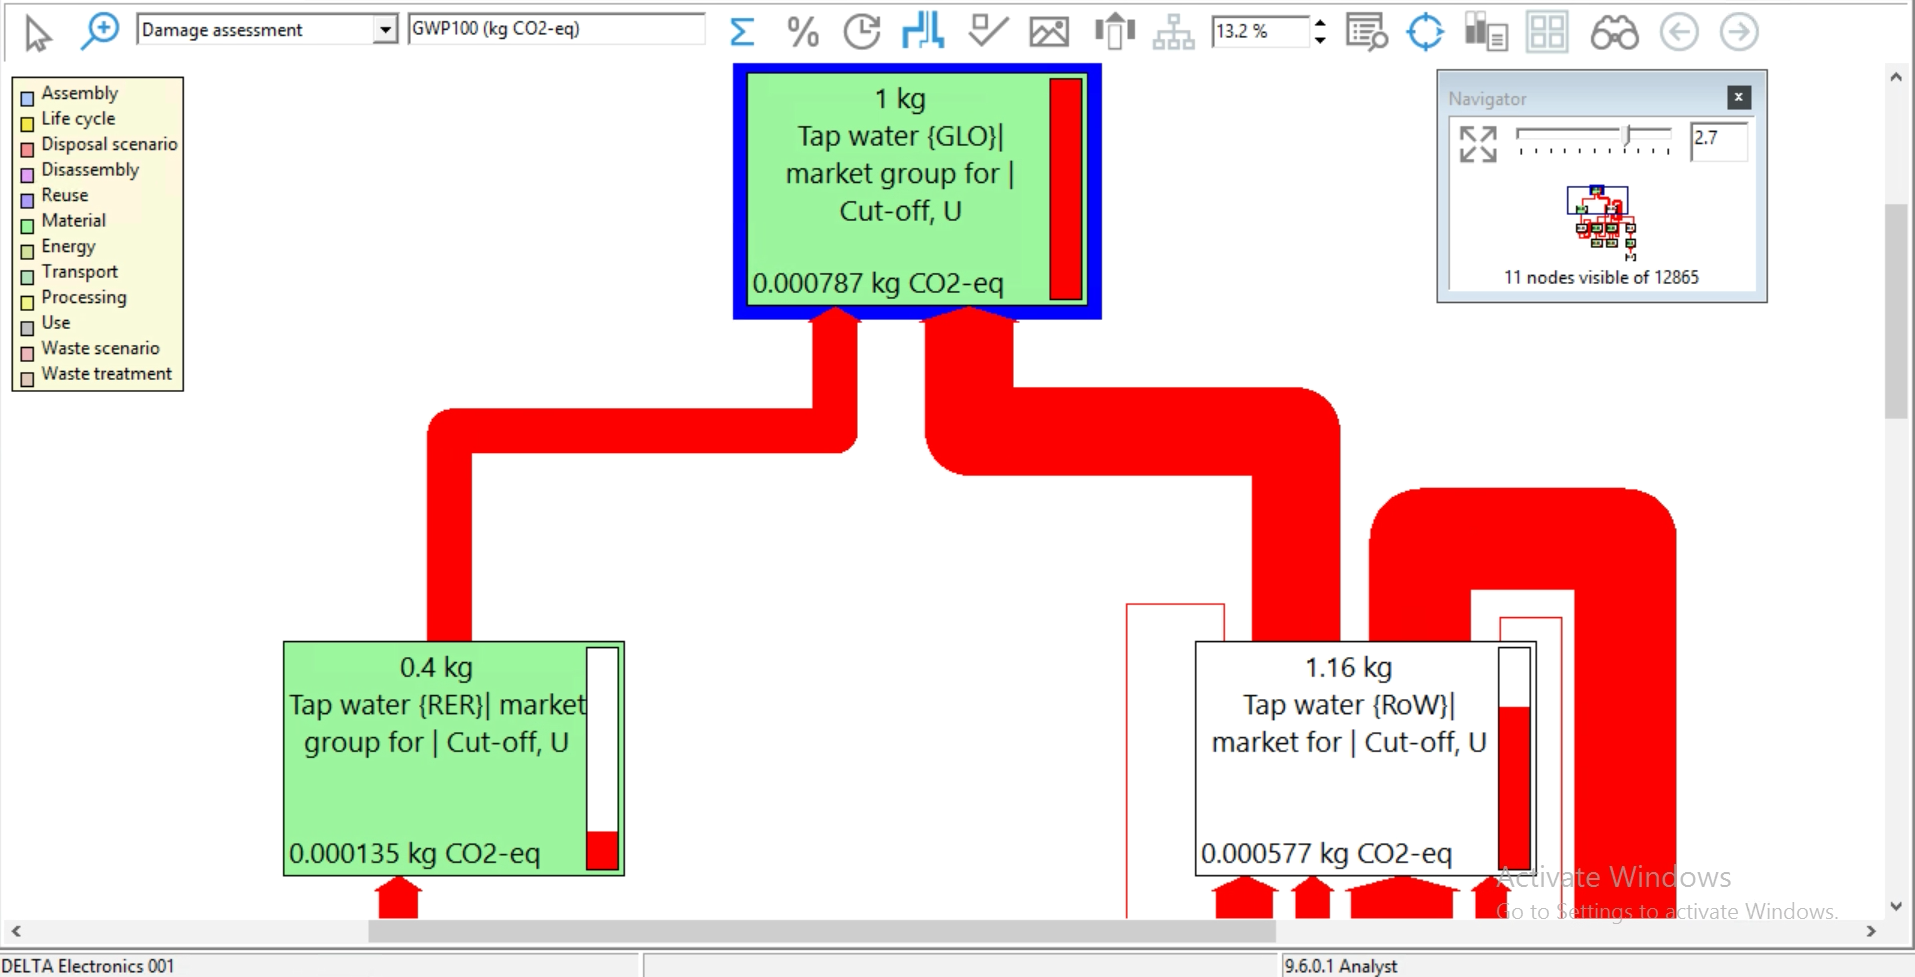 Damage assessment
GWP100 (kg CO2-eq)
Σ
%
13.2 %
Assembly
Life cycle
Disposal scenario
Disassembly
Reuse
Material
Energy
Transport
Processing
Use
Waste scenario
Waste treatment
1 kg
Tap water {GLO}|
market group for |
Cut-off, U
0.000787 kg CO2-eq
Navigator
x
2.7
11 nodes visible of 12865
0.4 kg
Tap water {RER}| market
group for | Cut-off, U
0.000135 kg CO2-eq
1.16 kg
Tap water {RoW}|
market for | Cut-off, U
0.000577 kg CO2-eq
Activate Windows
Go to Settings to activate Windows.
DELTA Electronics 001
9.6.0.1 Analyst